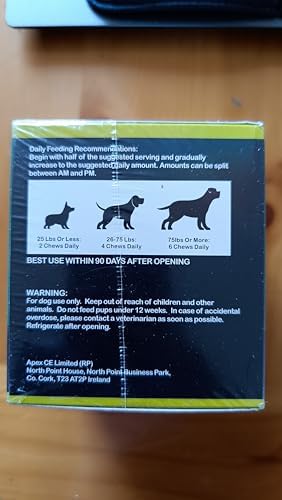 Daily Feeding Recommendations:
Begin with half of the suggested serving and gradually
increase to the suggested daily amount. Amounts can be split
between AM and PM.
25 Lbs Or Less:
2 Chews Daily
26-75 Lbs:
4 Chews Daily
75lbs Or More:
6 Chews Daily
BEST USE WITHIN 90 DAYS AFTER OPENING
WARNING:
For dog use only. Keep out of reach of children and other
animals. Do not feed pups under 12 weeks. In case of accidental
overdose, please contact a veterinarian as soon as possible.
Refrigerate after opening.
Apex CE Limited (RP)
North Point House, North Point Business Park,
Co. Cork, T23 AT2P Ireland